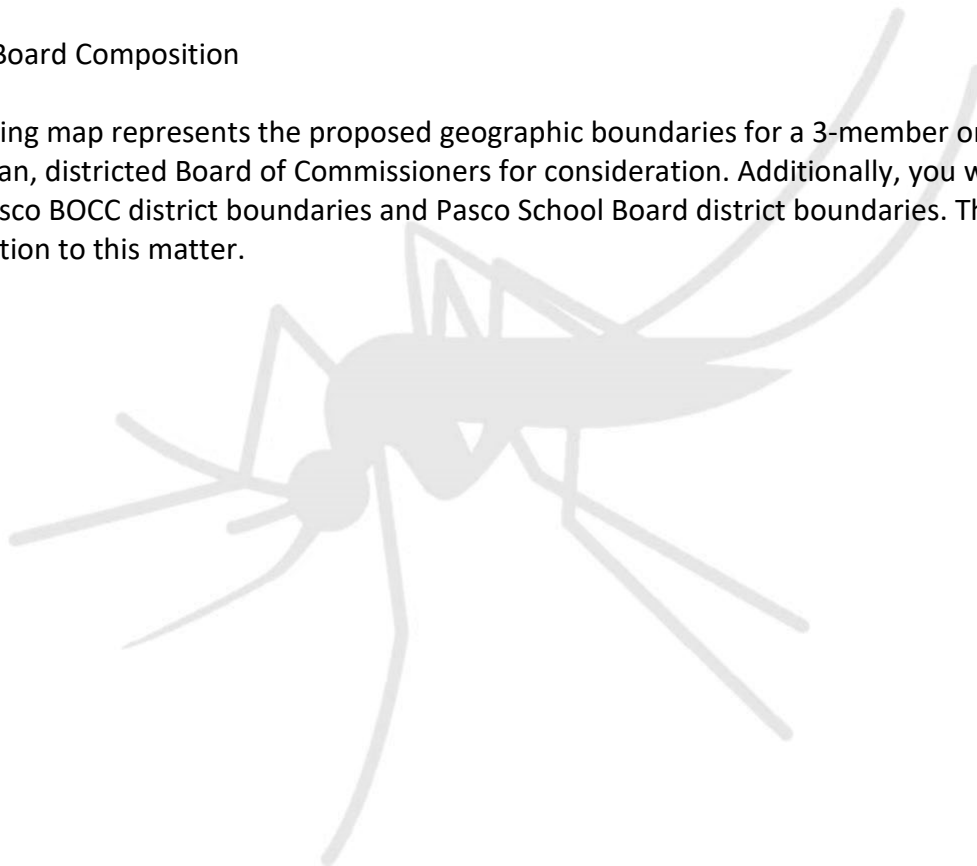 Board Composition
ing map represents the proposed geographic boundaries for a 3-member or
an, districted Board of Commissioners for consideration. Additionally, you w
sco BOCC district boundaries and Pasco School Board district boundaries. Th
tion to this matter.